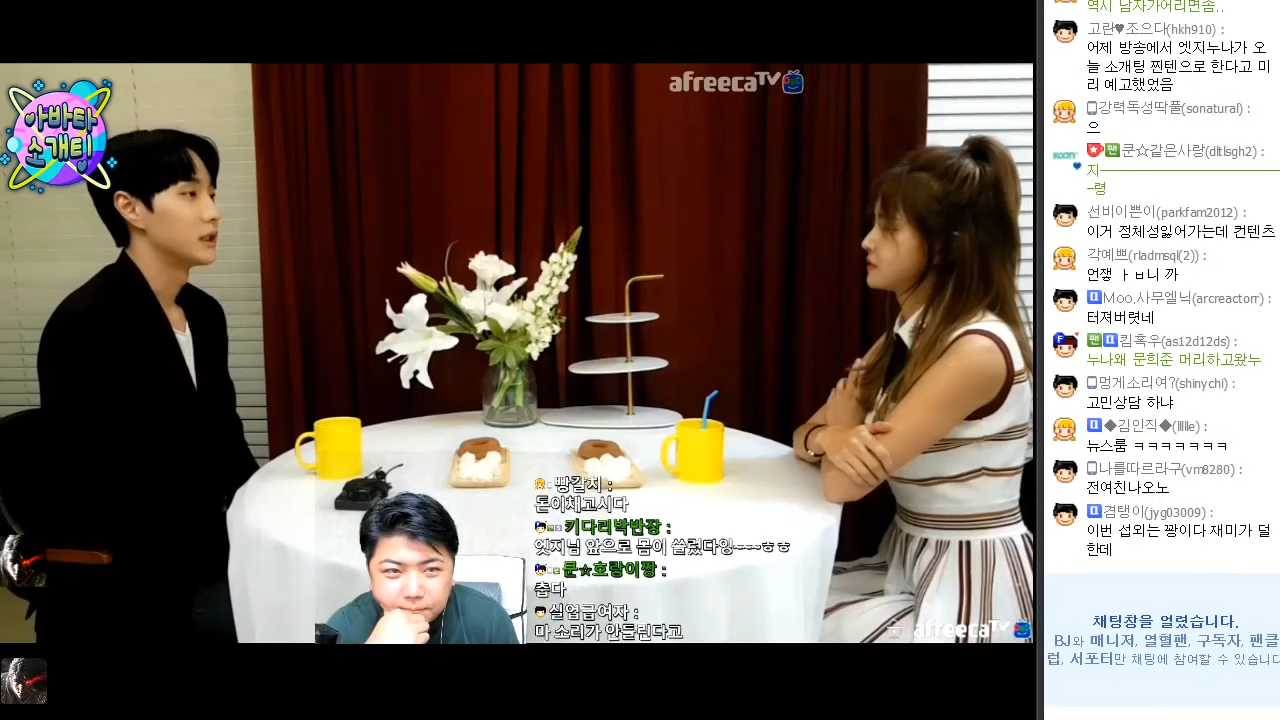 afreecaTV
아바타
소개팅
빵갈치 :
톤이채고시다
키다리박반장 :
엇지님 앞으로 몸이 쏠렸다잉~~~ㅎㅎ
쿤☆호랑이짱 :
춥다
실업급여자 :
마 소리가 안들린다고
afreecaTV
역시 남자가어리면솜..
고란♥조으다(hkh910) :
어제 방송에서 엣지누나가 오
늘 소개팅 찐텐으로 한다고 미
리 예고했었음
강력독성딱풀(sonatural) :
으
팬 쿤☆같은사랑(dltlsgh2) :
지
-령
선비이쁜이(parkfam2012) :
이거 정체성잃어가는데 컨텐츠
각예쁘(rladmsql(2)) :
언쟁 ㅏㅂ니 까
Moo.사무엘닉(arcreactorr) :
터져버렷네
팬 킴흑우(as12d12ds) :
누나왜 문희준 머리하고왔누
멍게소리여?(shinychi) :
고민상담 하냐
◆김인직◆(lllle) :
뉴스룸 ㅋㅋㅋㅋㅋㅋㅋ
나를따르라구(vm8280) :
전여친나오노
겸탱이(jyg03009) :
이번 섭외는 꽝이다 재미가 덜
한데
채팅창을 얼렸습니다.
BJ와 매니저, 열혈팬, 구독자, 팬클
럽, 서포터만 채팅에 참여할 수 있습니다